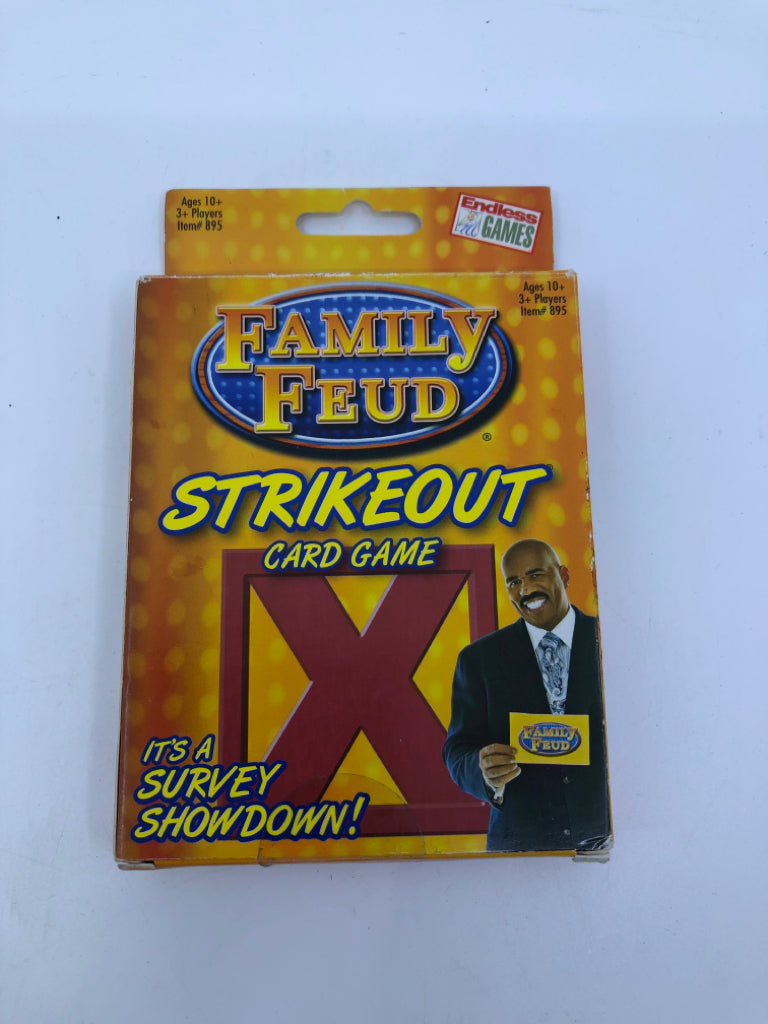 Ages 10+
3+ Players
Item# 895
Endless
GAMES
Ages 10+
3+ Players
Item# 895
FAMILY
FEUD
®
STRIKEOUT
CARD GAME
X
IT'S A
SURVEY
SHOWDOWN!
FAMILY
FEUD